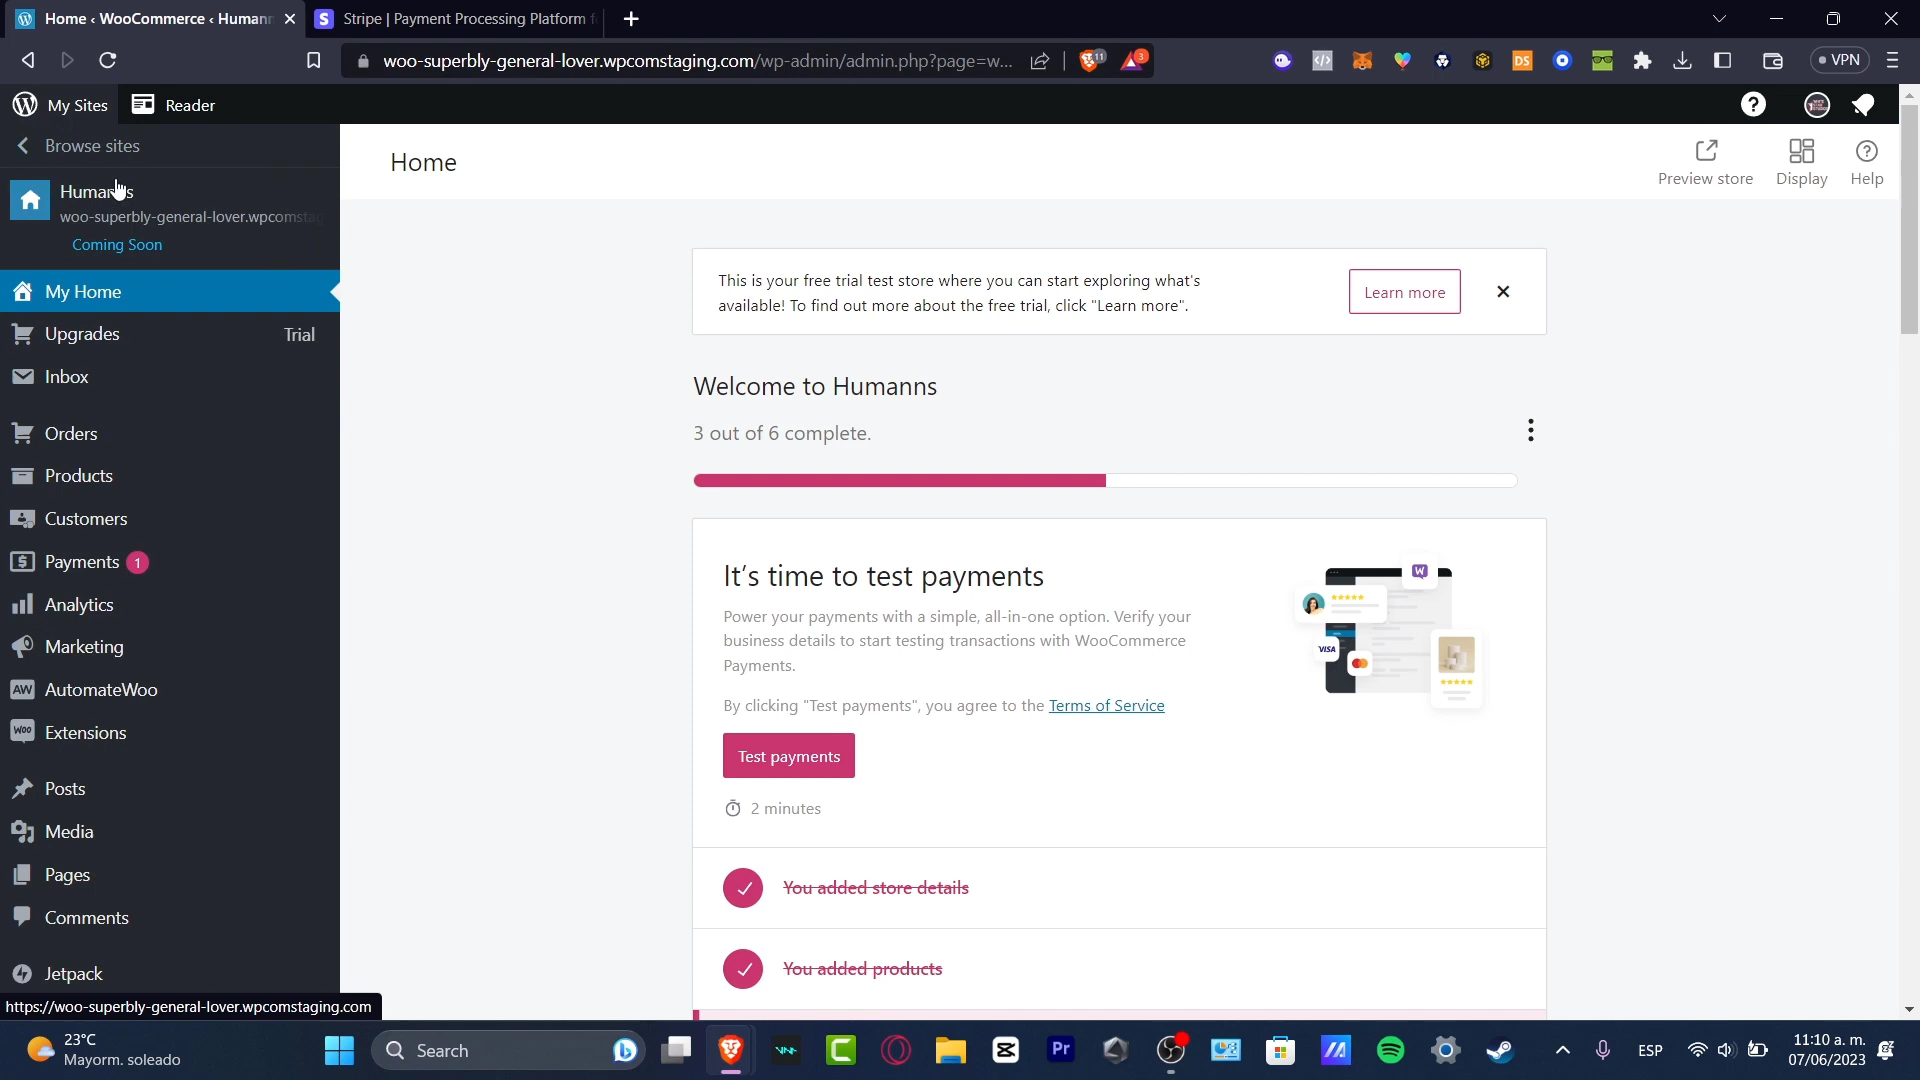 Home ‹ WooCommerce ‹ Humann
Stripe | Payment Processing Platform f
woo-superbly-general-lover.wpcomstaging.com/wp-admin/admin.php?page=w...
11
3
DS
VPN
My Sites
Reader
Browse sites
Humanns
woo-superbly-general-lover.wpcomsta
Coming Soon
My Home
Upgrades
Trial
Inbox
Orders
Products
Customers
Payments 1
Analytics
Marketing
AW AutomateWoo
Woo Extensions
Posts
Media
Pages
Comments
Jetpack
https://woo-superbly-general-lover.wpcomstaging.com
Home
Preview store
Display
Help
This is your free trial test store where you can start exploring what's
available! To find out more about the free trial, click "Learn more".
Learn more
Welcome to Humanns
3 out of 6 complete.
It's time to test payments
Power your payments with a simple, all-in-one option. Verify your
business details to start testing transactions with WooCommerce
Payments.
By clicking "Test payments", you agree to the Terms of Service
Test payments
2 minutes
W
VISA
You added store details
You added products
23°C
Mayorm. soleado
Search
Pr
ESP
11:10 a. m.
07/06/2023